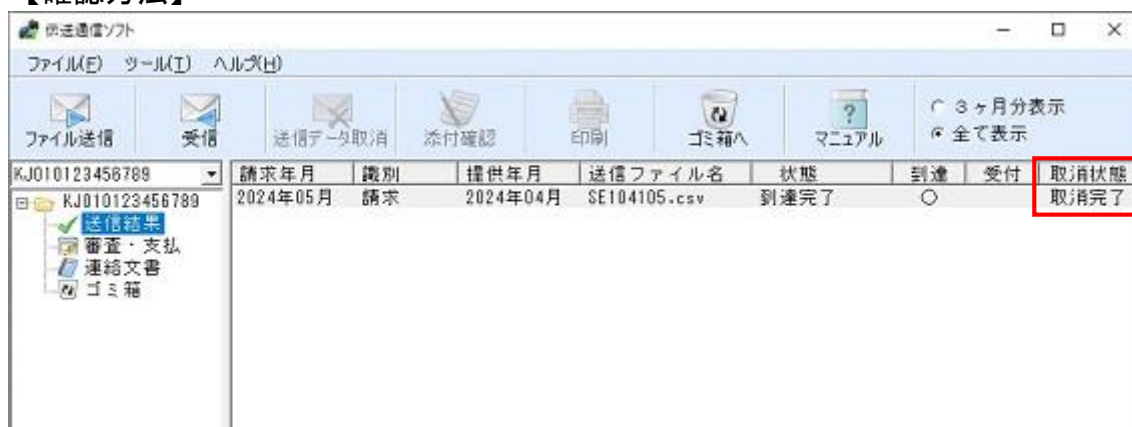 【確認方法】
伝送通信ソフト
ファイル(F) ツール(T) ヘルプ(H)
ファイル送信 受信 送信データ取消 添付確認 印刷 ゴミ箱へ マニュアル
3ヶ月分表示
全て表示
KJ010123456789
請求年月 識別 提供年月 送信ファイル名 状態 到達 受付 取消状態
2024年05月 請求 2024年04月 SE104105.csv 到達完了 ○ 取消完了
KJ010123456789
送信結果
審査・支払
連絡文書
ゴミ箱